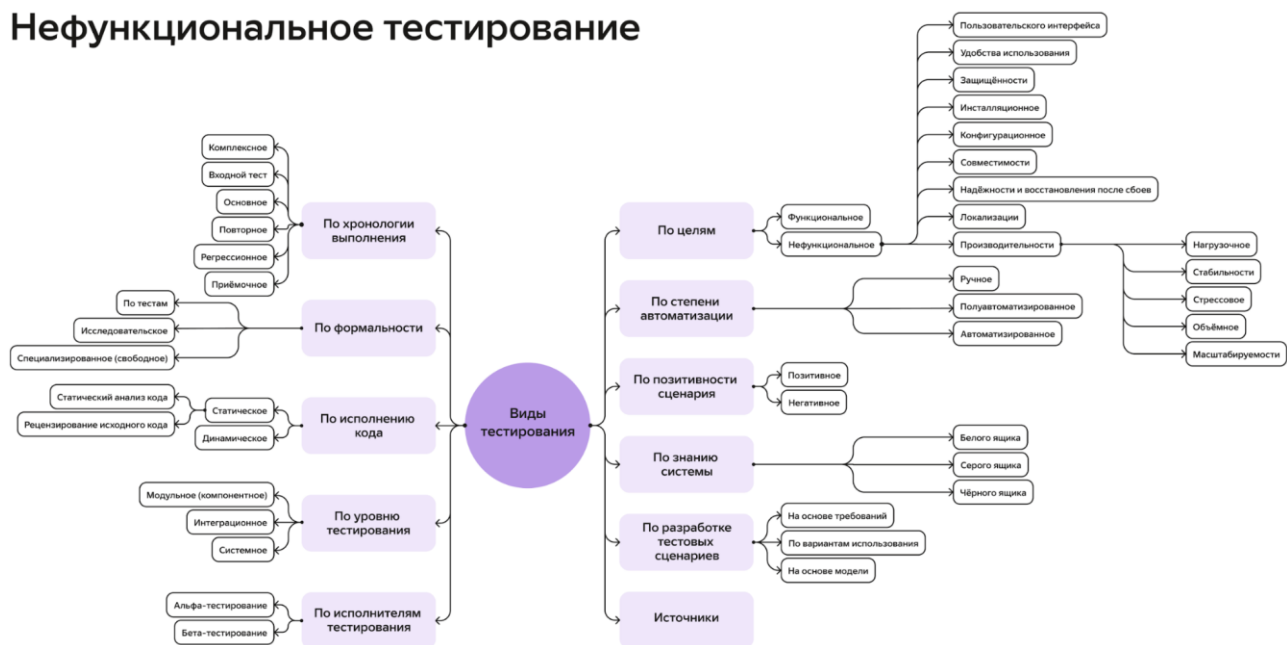 Нефункциональное тестирование
Комплексное
Входной тест
Основное
Повторное
Регрессионное
Приёмочное
По хронологии
выполнения
По тестам
Исследовательское
Специализированное (свободное)
По формальности
Статический анализ кода
Рецензирование исходного кода
Статическое
Динамическое
По исполнению
кода
Модульное (компонентное)
Интеграционное
Системное
По уровню
тестирования
Альфа-тестирование
Бета-тестирование
По исполнителям
тестирования
Виды
тестирования
По целям
Функциональное
Нефункциональное
Пользовательского интерфейса
Удобства использования
Защищённости
Инсталляционное
Конфигурационное
Совместимости
Надёжности и восстановления после сбоев
Локализации
Производительности
Нагрузочное
Стабильности
Стрессовое
Объёмное
Масштабируемости
По степени
автоматизации
Ручное
Полуавтоматизированное
Автоматизированное
По позитивности
сценария
Позитивное
Негативное
По знанию
системы
Белого ящика
Серого ящика
Чёрного ящика
По разработке
тестовых
сценариев
На основе требований
По вариантам использования
На основе модели
Источники